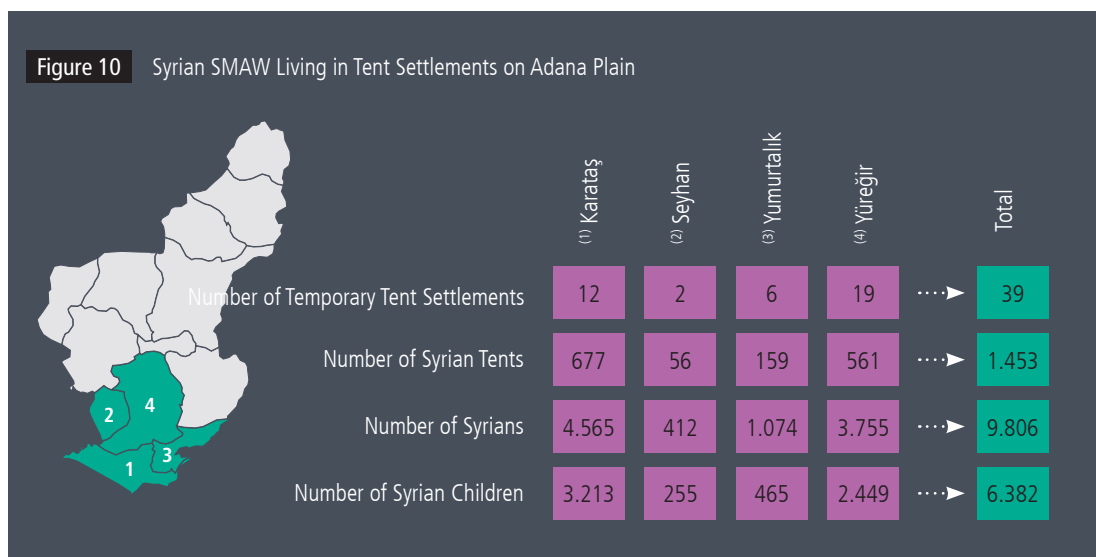 Figure 10 Syrian SMAW Living in Tent Settlements on Adana Plain
(1) Karataş
(2) Seyhan
(3) Yumurtalık
(4) Yüreğir
Total
Number of Temporary Tent Settlements 12 2 6 19 39
Number of Syrian Tents 677 56 159 561 1.453
Number of Syrians 4.565 412 1.074 3.755 9.806
Number of Syrian Children 3.213 255 465 2.449 6.382
2
4
1
3